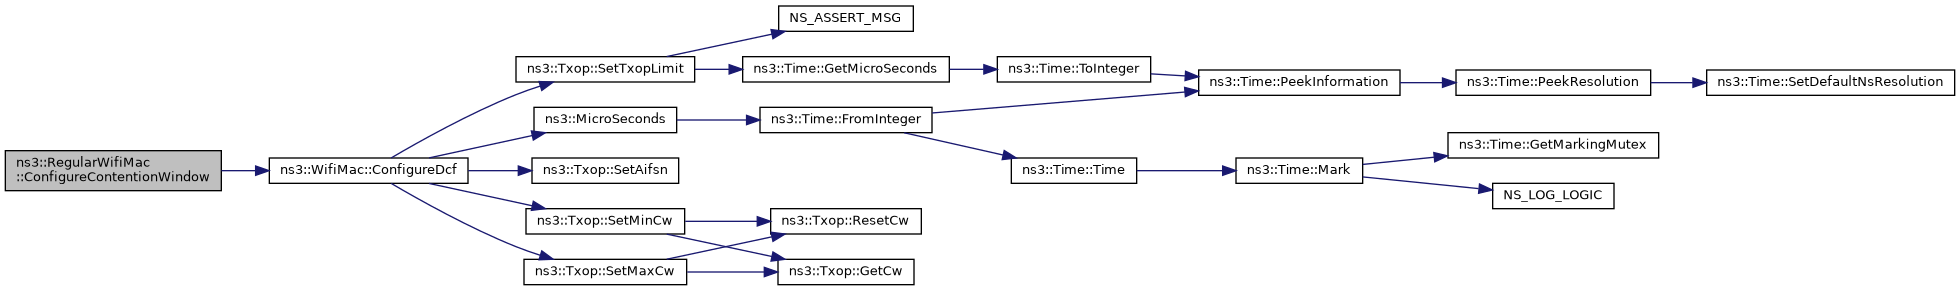 ns3::RegularWifiMac
::ConfigureContentionWindow
ns3::WifiMac::ConfigureDcf
ns3::Txop::SetTxopLimit
NS_ASSERT_MSG
ns3::Time::GetMicroSeconds
ns3::Time::ToInteger
ns3::Time::PeekInformation
ns3::Time::PeekResolution
ns3::Time::SetDefaultNsResolution
ns3::MicroSeconds
ns3::Time::FromInteger
ns3::Time::Time
ns3::Time::Mark
ns3::Time::GetMarkingMutex
NS_LOG_LOGIC
ns3::Txop::SetAifsn
ns3::Txop::SetMinCw
ns3::Txop::ResetCw
ns3::Txop::SetMaxCw
ns3::Txop::GetCw